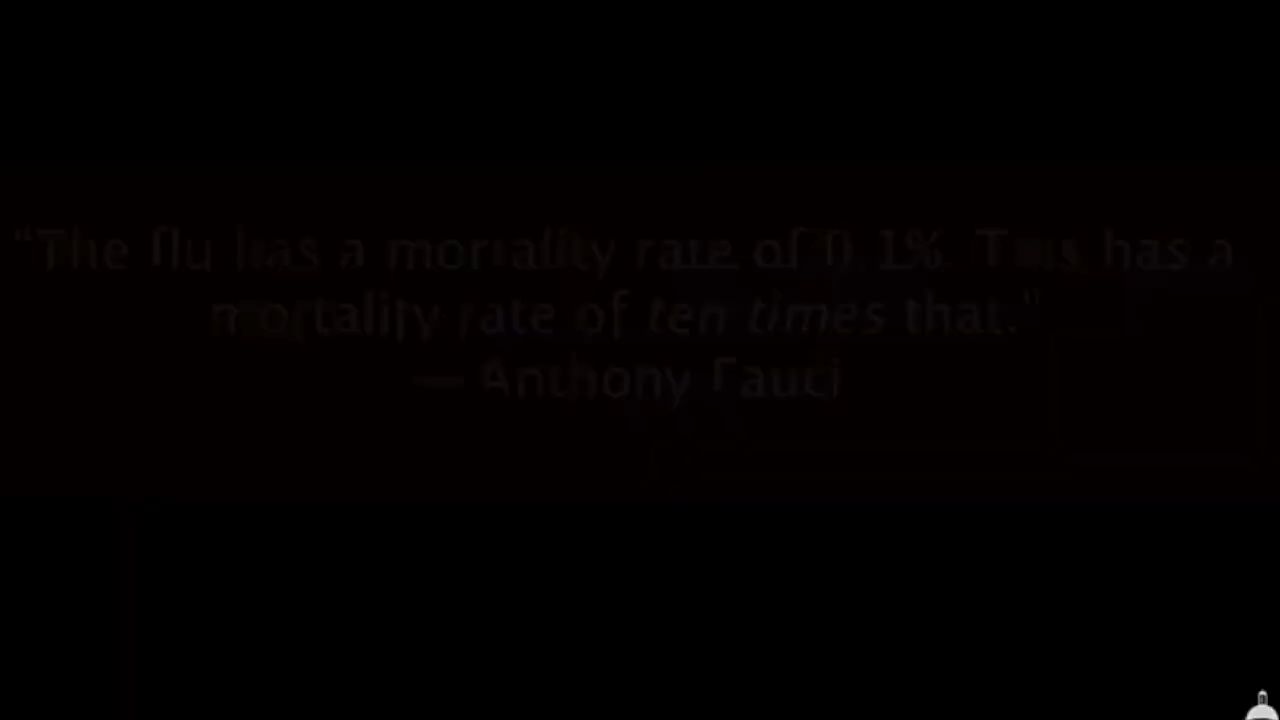 “The flu has a mortality rate of 0.1%. This has a
mortality rate of ten times that."
— Anthony Fauci